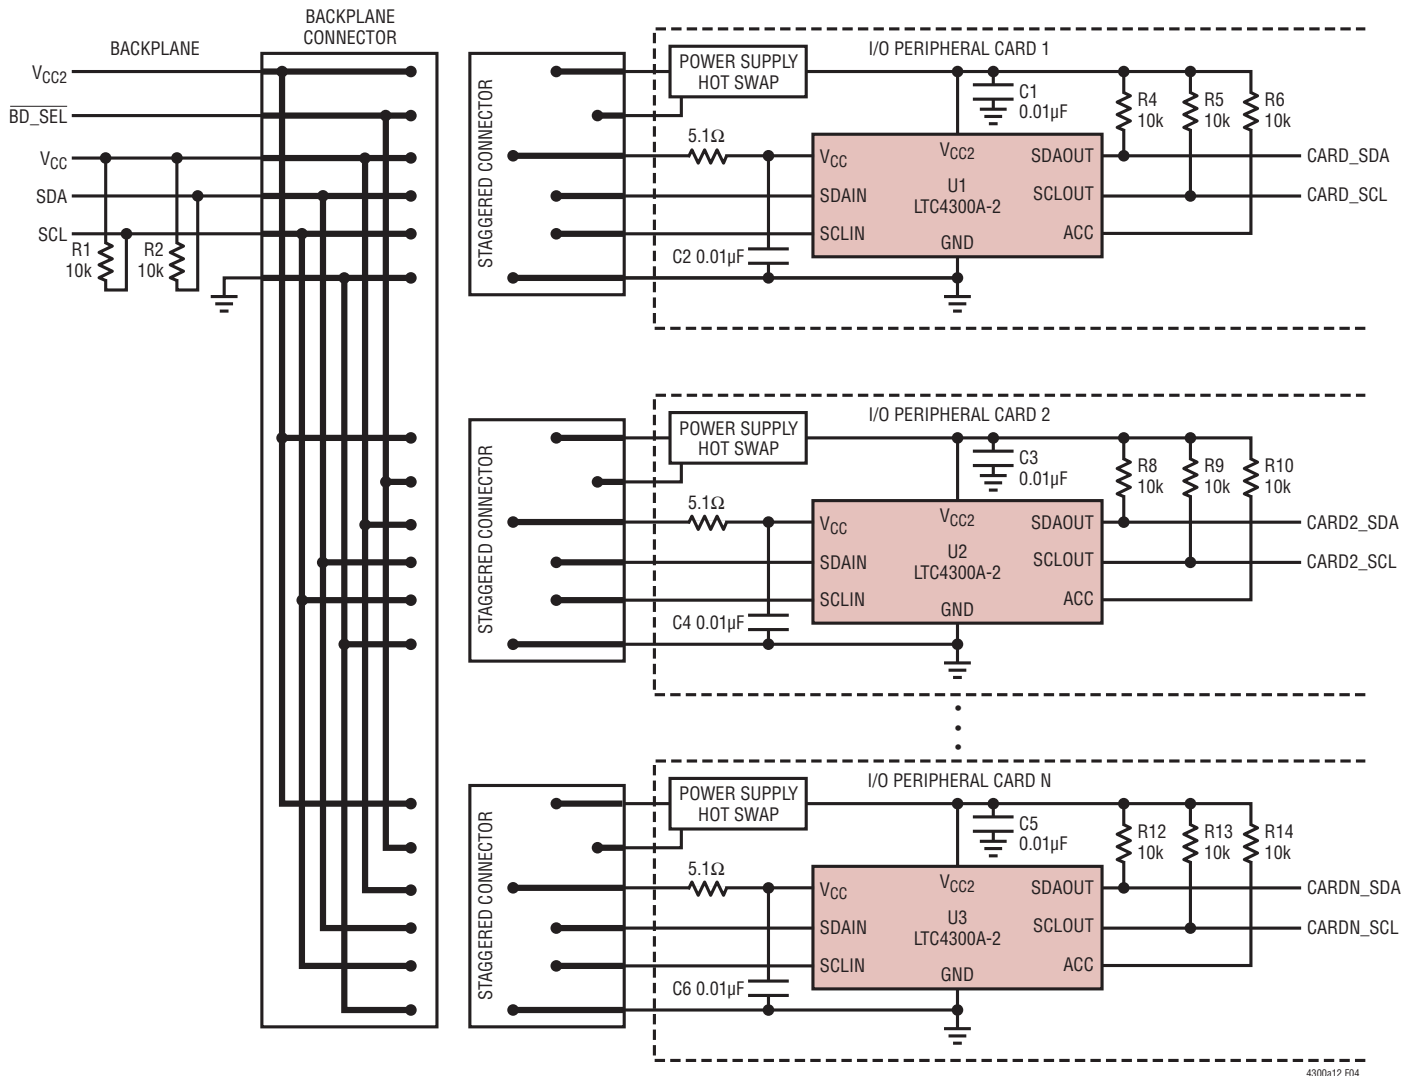 BACKPLANE
BACKPLANE
CONNECTOR
VCC2
BD_SEL
VCC
SDA
SCL
R1
10k
R2
10k
STAGGERED CONNECTOR
I/O PERIPHERAL CARD 1
POWER SUPPLY
HOT SWAP
5.1Ω
C2 0.01µF
C1
0.01µF
R4
10k
R5
10k
R6
10k
VCC
VCC2
SDAOUT
SDAIN
U1
LTC4300A-2
SCLOUT
SCLIN
GND
ACC
CARD_SDA
CARD_SCL
STAGGERED CONNECTOR
I/O PERIPHERAL CARD 2
POWER SUPPLY
HOT SWAP
5.1Ω
C4 0.01µF
C3
0.01µF
R8
10k
R9
10k
R10
10k
VCC
VCC2
SDAOUT
SDAIN
U2
LTC4300A-2
SCLOUT
SCLIN
GND
ACC
CARD2_SDA
CARD2_SCL
STAGGERED CONNECTOR
I/O PERIPHERAL CARD N
POWER SUPPLY
HOT SWAP
5.1Ω
C6 0.01µF
C5
0.01µF
R12
10k
R13
10k
R14
10k
VCC
VCC2
SDAOUT
SDAIN
U3
LTC4300A-2
SCLOUT
SCLIN
GND
ACC
CARDN_SDA
CARDN_SCL
4300a12 F04